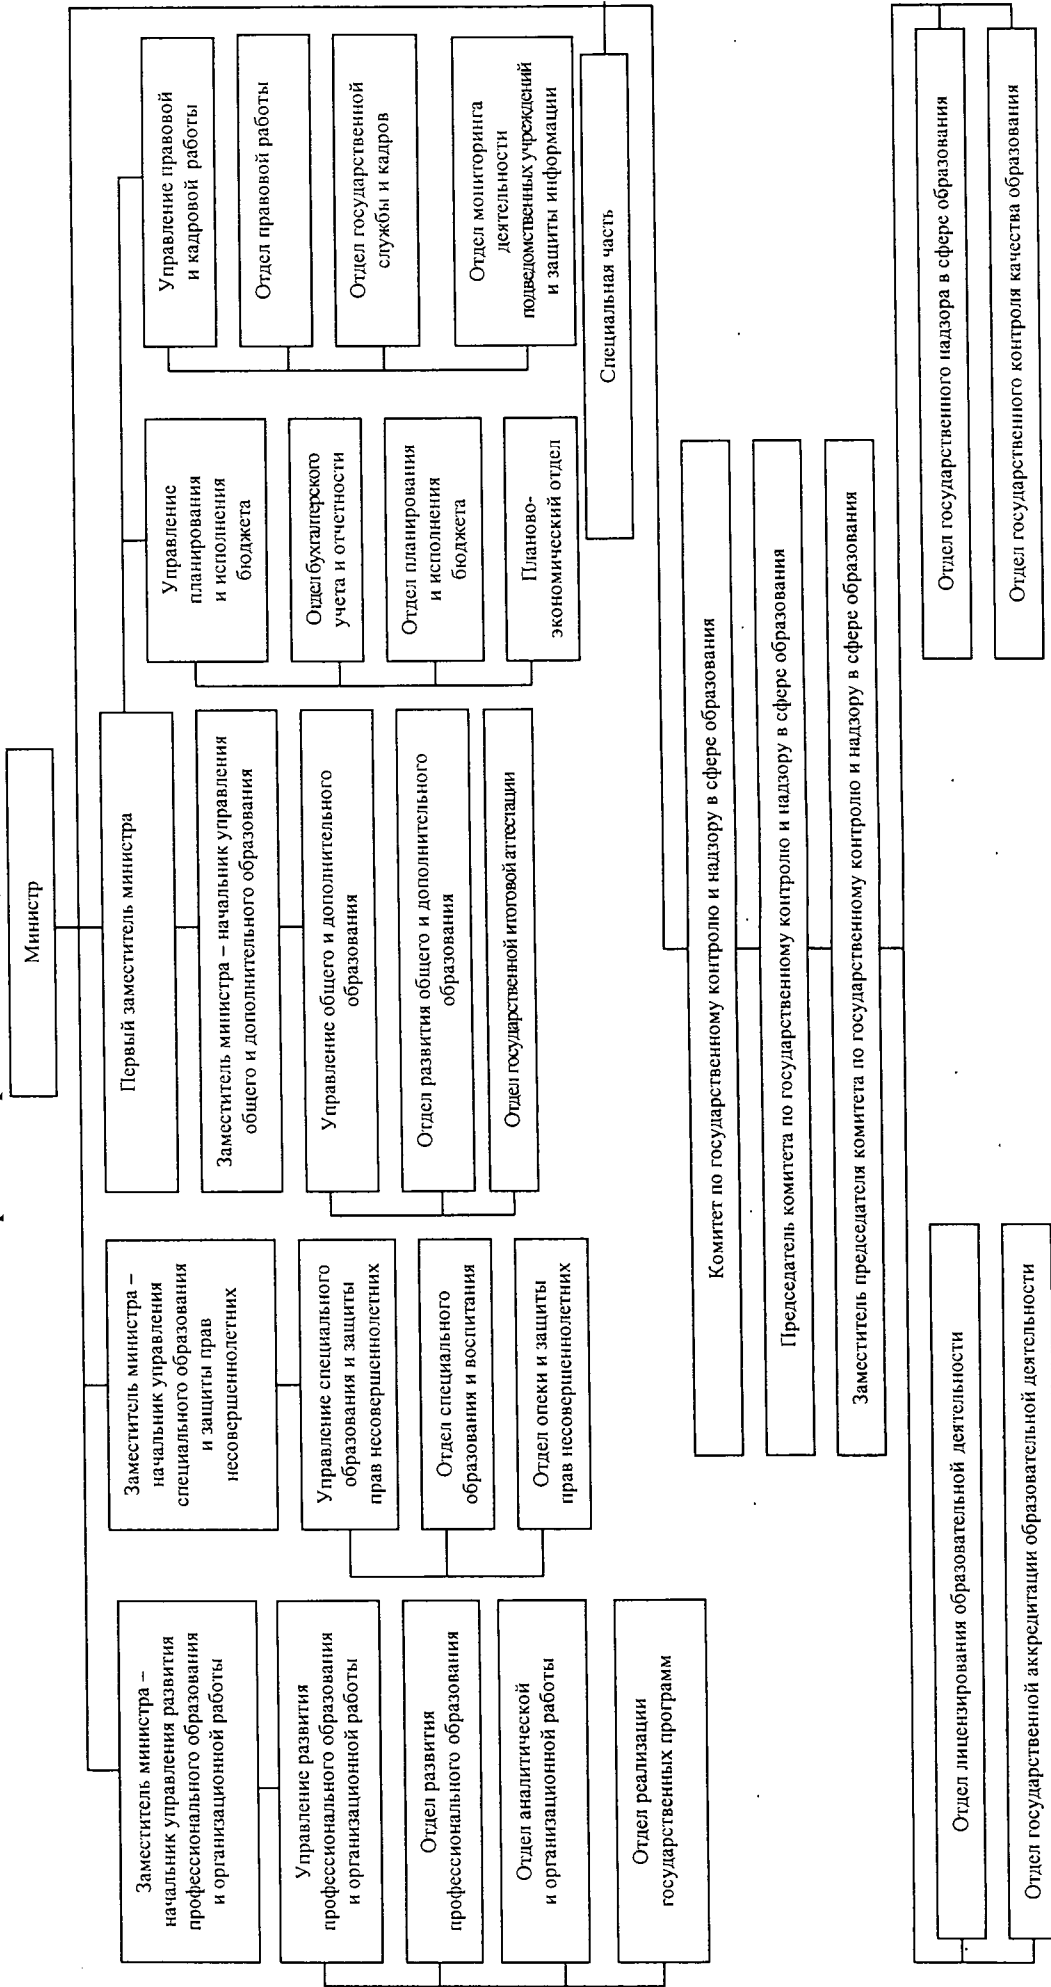 Министр
Заместитель министра –
начальник управления развития
профессионального образования
и организационной работы
Управление развития
профессионального образования
и организационной работы
Отдел развития
профессионального образования
Отдел аналитической
и организационной работы
Отдел реализации
государственных программ
Заместитель министра –
начальник управления
специального образования
и защиты прав
несовершеннолетних
Управление специального
образования и защиты
прав несовершеннолетних
Отдел специального
образования и воспитания
Отдел опеки и защиты
прав несовершеннолетних
Первый заместитель министра
Заместитель министра – начальник управления
общего и дополнительного образования
Управление общего и дополнительного
образования
Отдел развития общего и дополнительного
образования
Отдел государственной итоговой аттестации
Управление
планирования
и исполнения
бюджета
Отдел бухгалтерского
учета и отчетности
Отдел планирования
и исполнения
бюджета
Планово-
экономический отдел
Управление правовой
и кадровой работы
Отдел правовой работы
Отдел государственной
службы и кадров
Отдел мониторинга
деятельности
подведомственных учреждений
и защиты информации
Специальная часть
Комитет по государственному контролю и надзору в сфере образования
Председатель комитета по государственному контролю и надзору в сфере образования
Заместитель председателя комитета по государственному контролю и надзору в сфере образования
Отдел лицензирования образовательной деятельности
Отдел государственной аккредитации образовательной деятельности
Отдел государственного надзора в сфере образования
Отдел государственного контроля качества образования